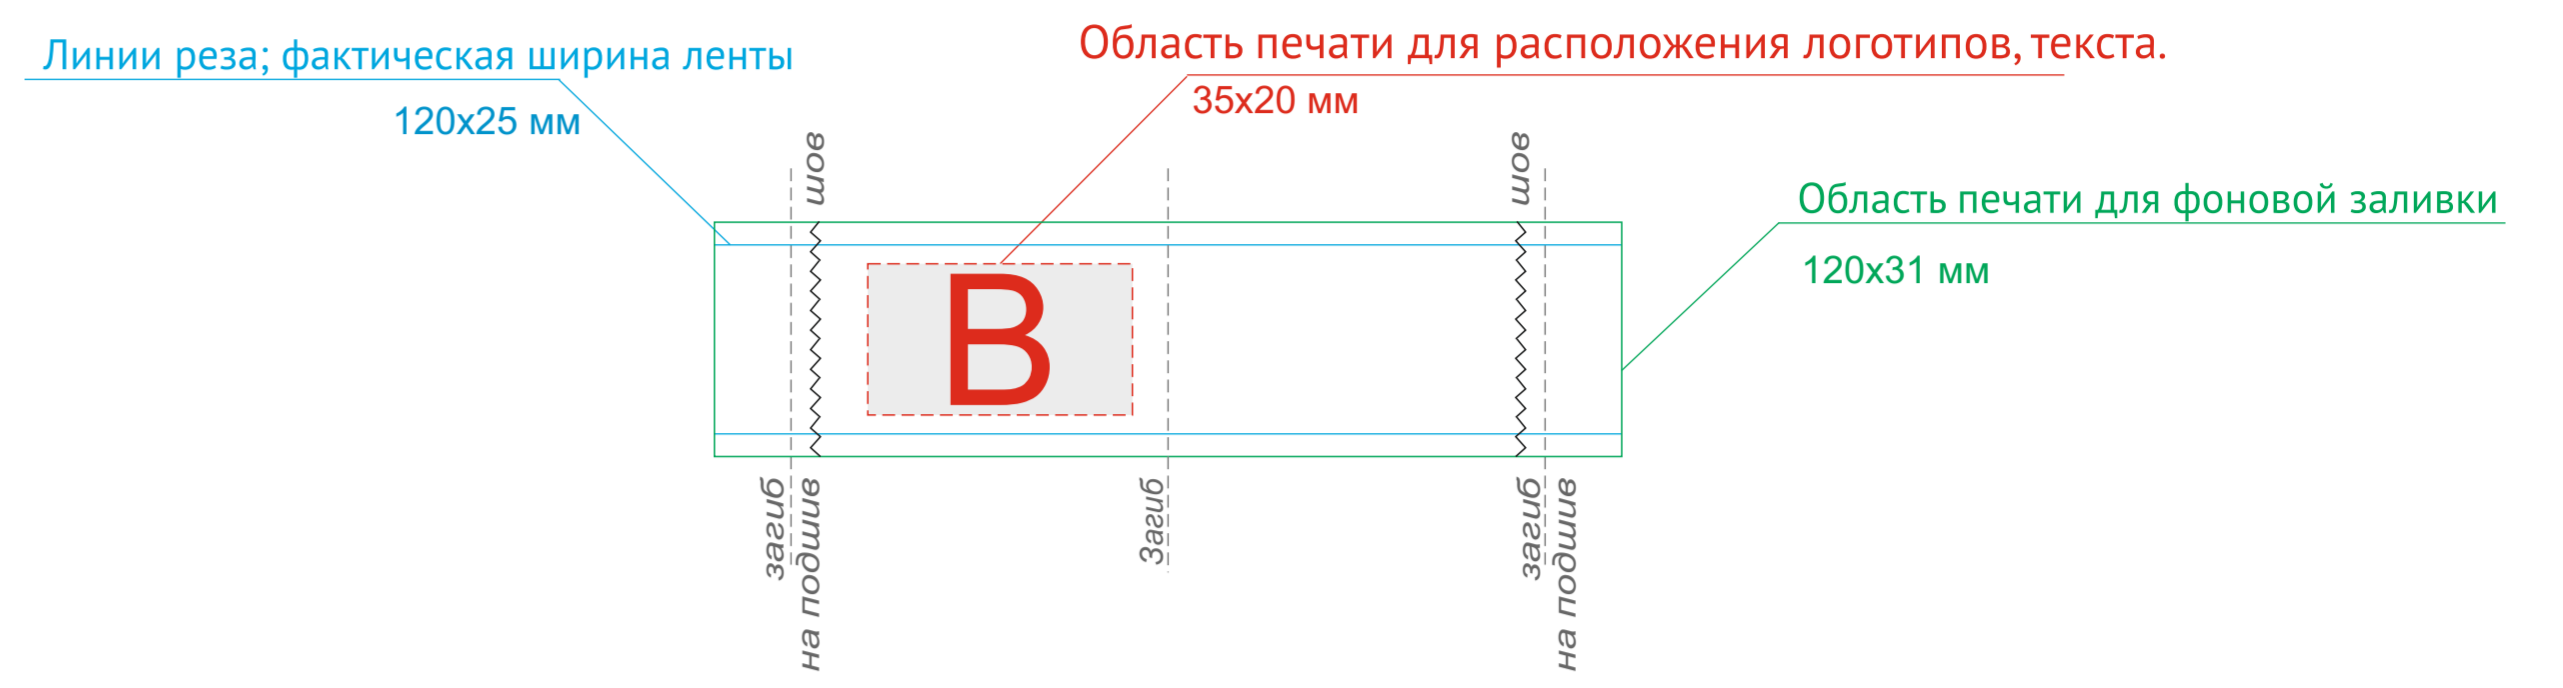 Линии реза; фактическая ширина ленты
120x25 мм
Область печати для расположения логотипов, текста.
35x20 мм
Область печати для фоновой заливки
120x31 мм
шов
шов
B
загиб
на подшив
Загиб
загиб
на подшив